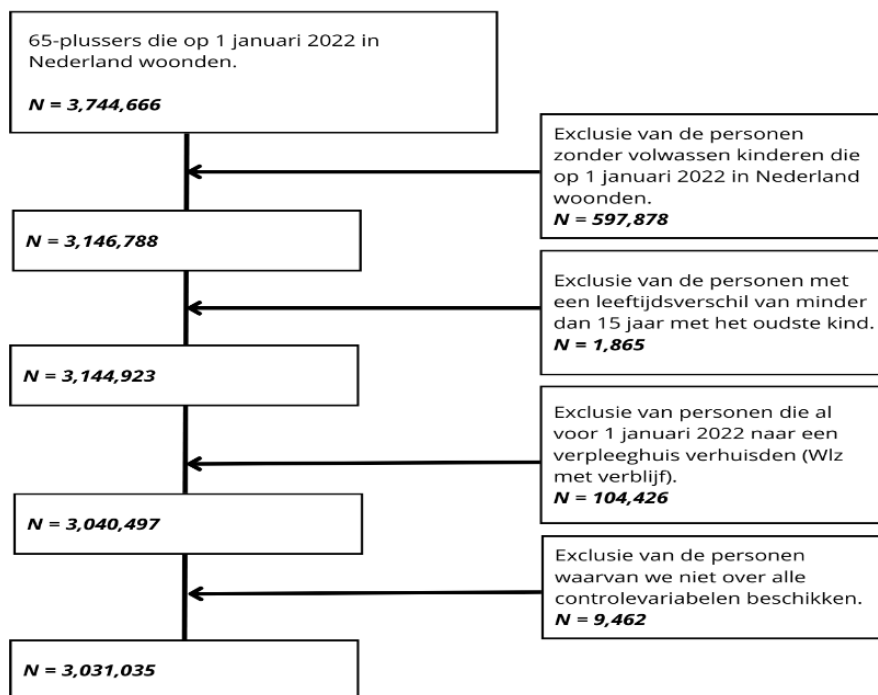 65-plussers die op 1 januari 2022 in
Nederland woonden.
N = 3,744,666
Exclusie van de personen
zonder volwassen kinderen die
op 1 januari 2022 in Nederland
woonden.
N = 597,878
N = 3,146,788
Exclusie van de personen met
een leeftijdsverschil van minder
dan 15 jaar met het oudste kind.
N = 1,865
N = 3,144,923
Exclusie van personen die al
voor 1 januari 2022 naar een
verpleeghuis verhuisden (Wlz
met verblijf).
N = 104,426
N = 3,040,497
Exclusie van de personen
waarvan we niet over alle
controlevariabelen beschikken.
N = 9,462
N = 3,031,035